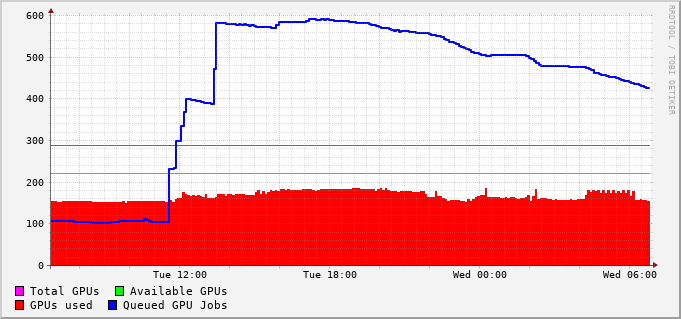 600
500
400
300
200
100
0
Tue 12:00 Tue 18:00 Wed 00:00 Wed 06:00
Total GPUs Available GPUs
GPUs used Queued GPU Jobs
RRDTOOL / TOBI OETIKER